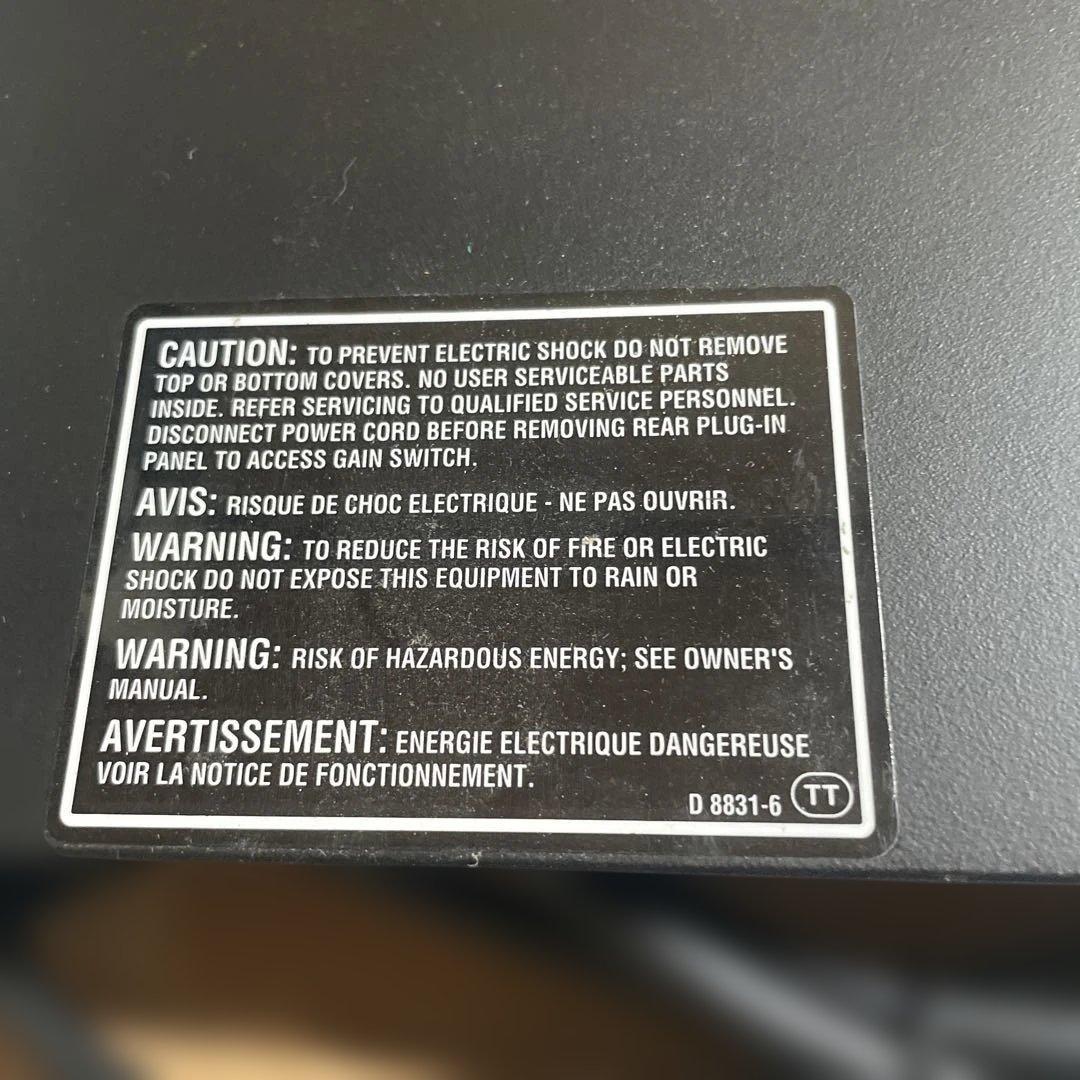 CAUTION: TO PREVENT ELECTRIC SHOCK DO NOT REMOVE
TOP OR BOTTOM COVERS. NO USER SERVICEABLE PARTS
INSIDE. REFER SERVICING TO QUALIFIED SERVICE PERSONNEL.
DISCONNECT POWER CORD BEFORE REMOVING REAR PLUG-IN
PANEL TO ACCESS GAIN SWITCH.
AVIS: RISQUE DE CHOC ELECTRIQUE - NE PAS OUVRIR.
WARNING: TO REDUCE THE RISK OF FIRE OR ELECTRIC
SHOCK DO NOT EXPOSE THIS EQUIPMENT TO RAIN OR
MOISTURE.
WARNING: RISK OF HAZARDOUS ENERGY; SEE OWNER'S
MANUAL.
AVERTISSEMENT: ENERGIE ELECTRIQUE DANGEREUSE
VOIR LA NOTICE DE FONCTIONNEMENT.
D 8831-6 TT